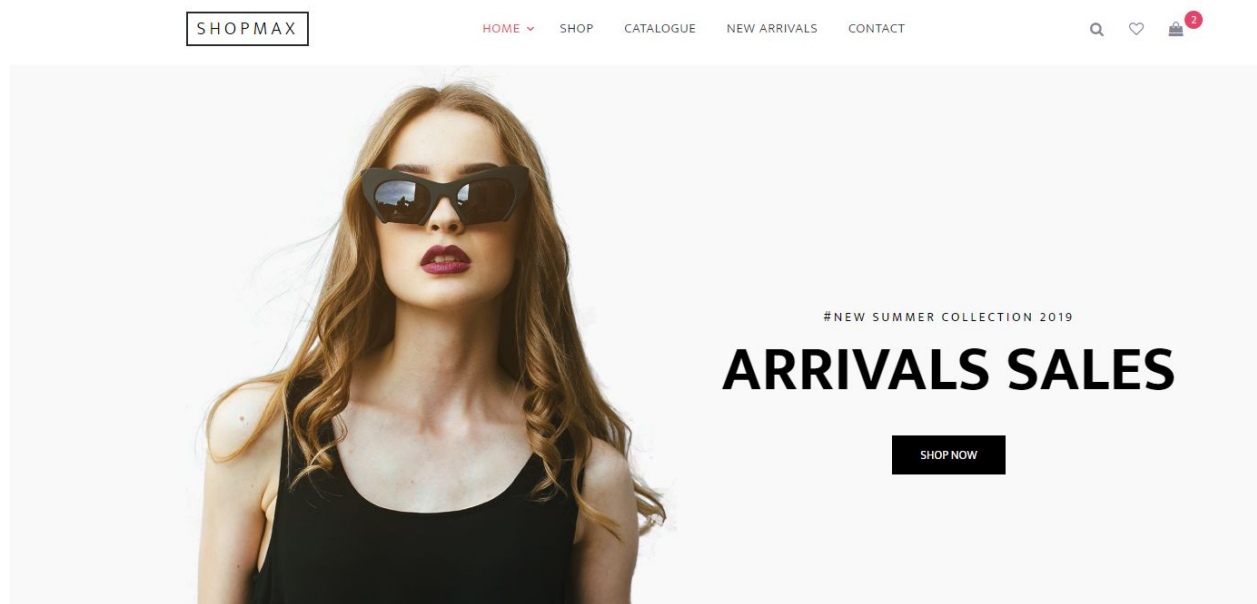 SHOPMAX
HOME SHOP CATALOGUE NEW ARRIVALS CONTACT
2
#NEW SUMMER COLLECTION 2019
ARRIVALS SALES
SHOP NOW